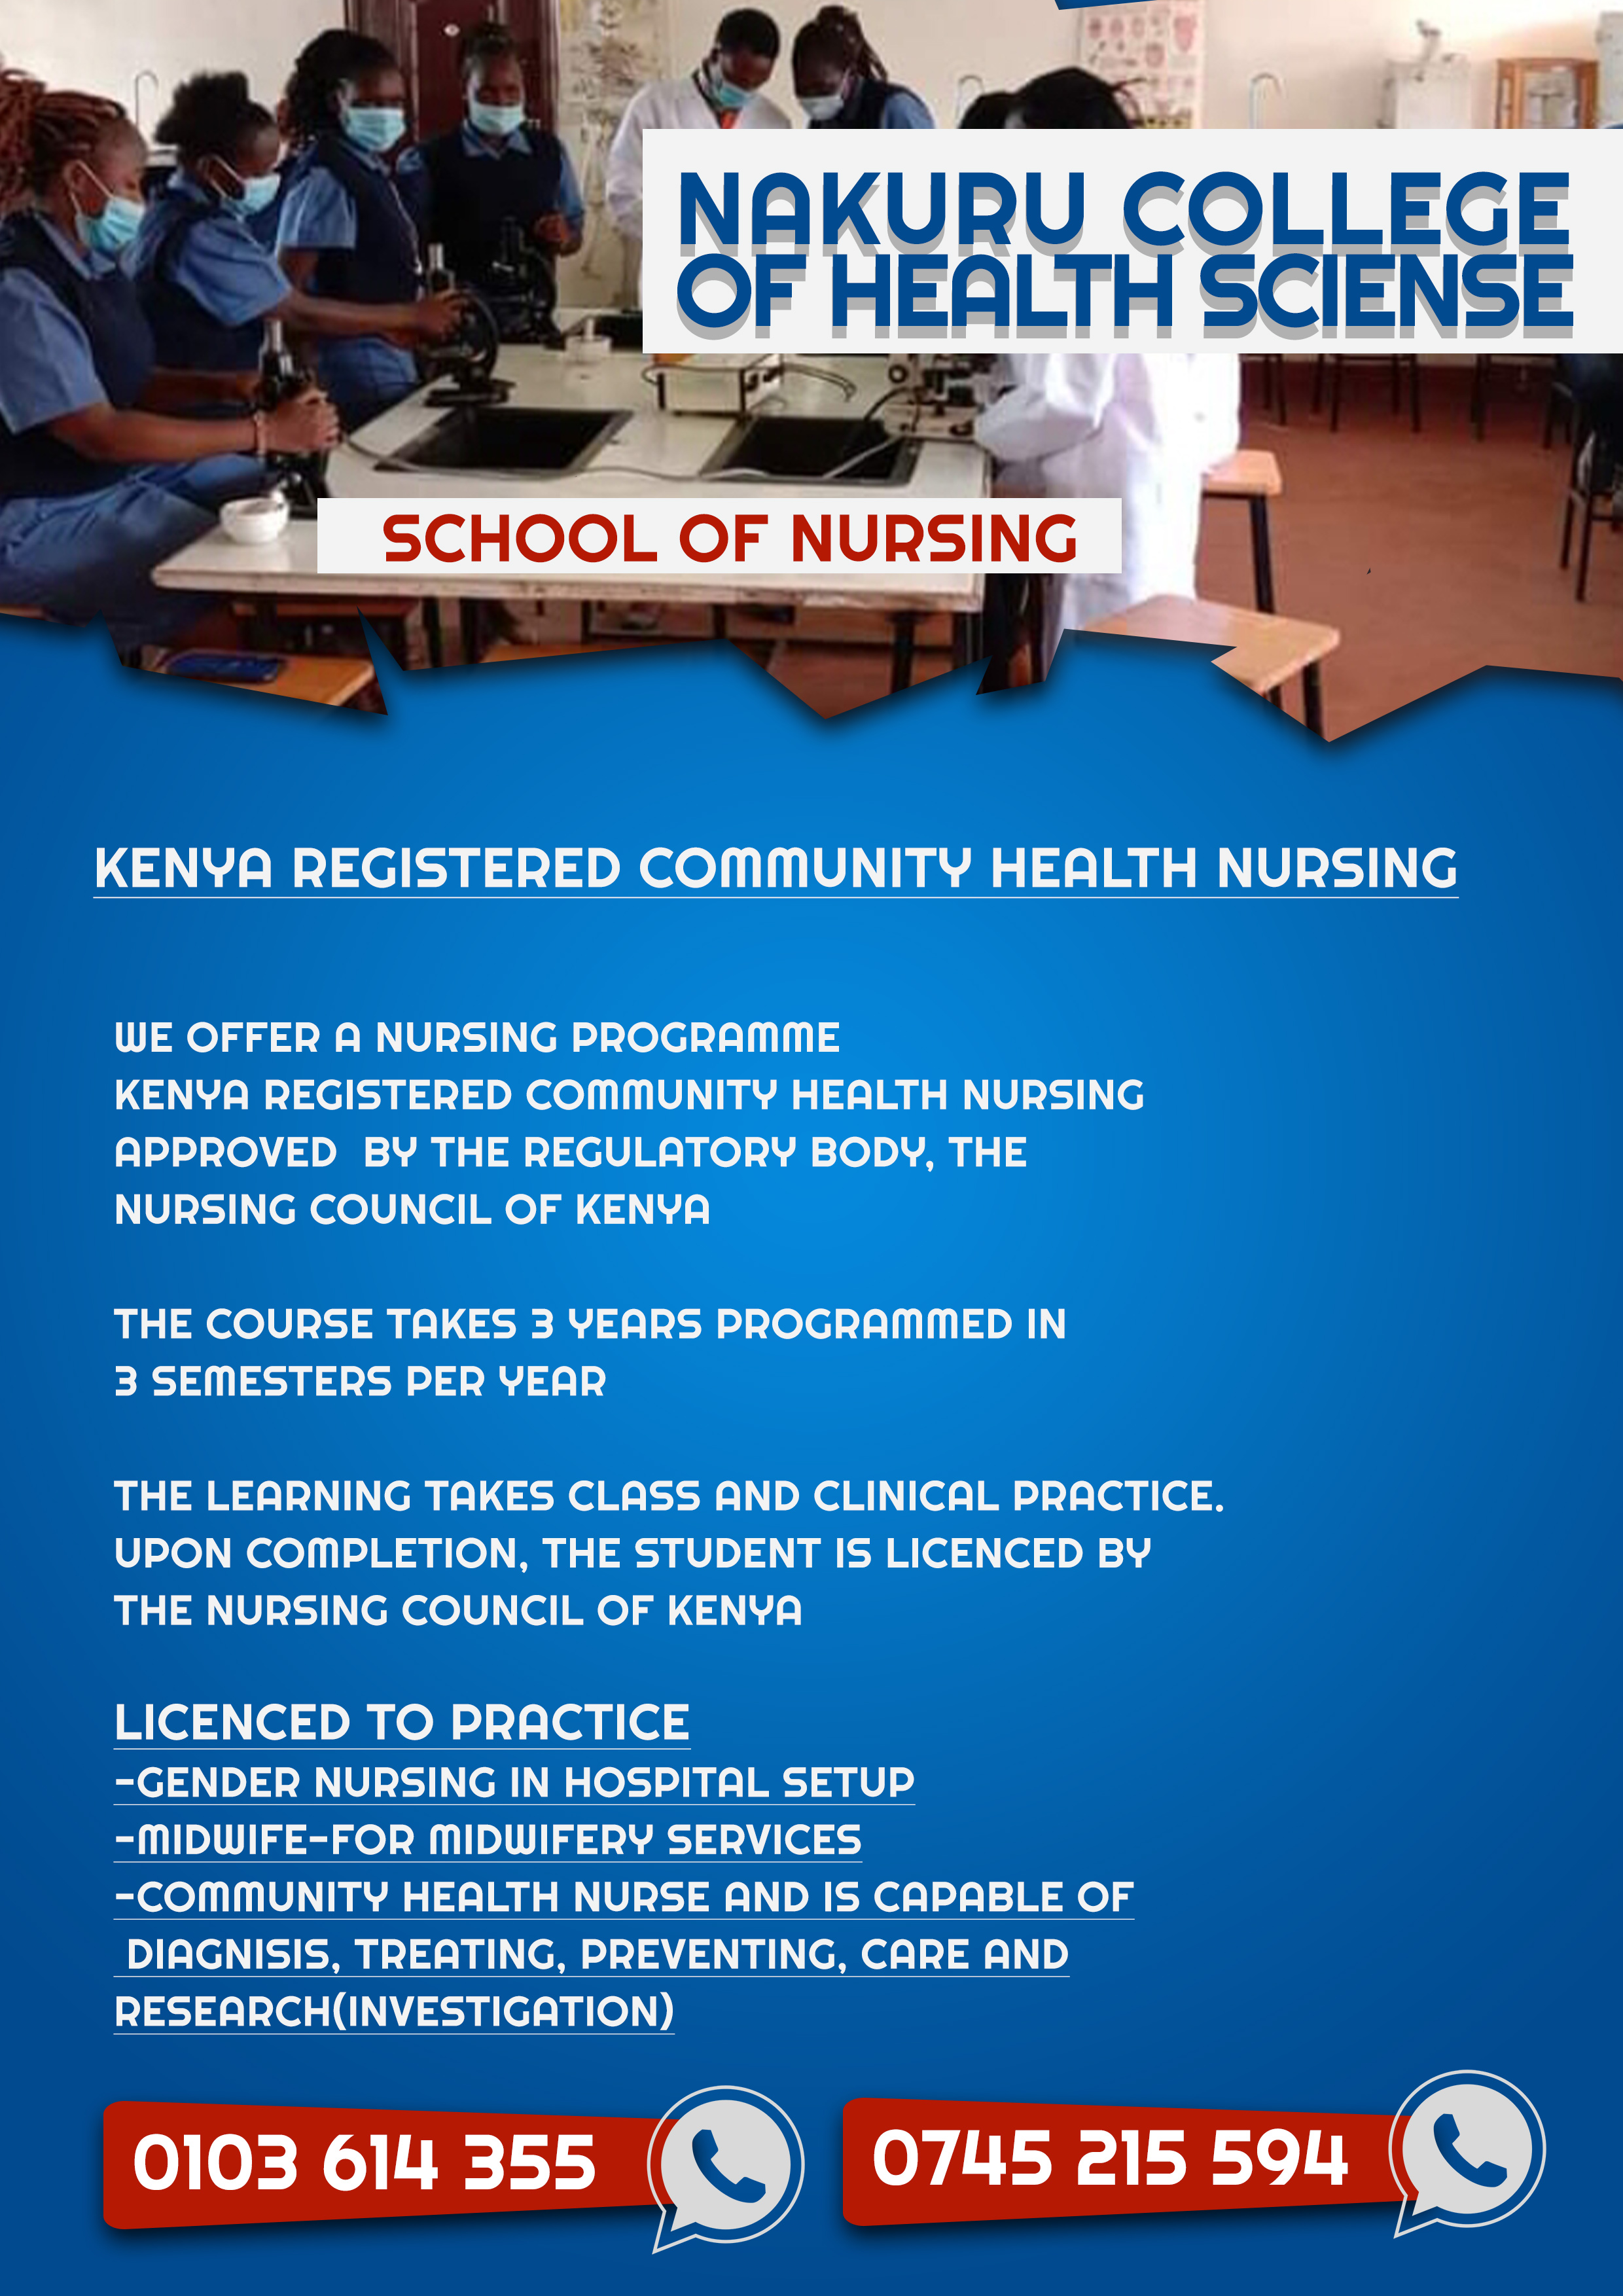 NAKURU COLLEGE
OF HEALTH SCIENSE
SCHOOL OF NURSING
KENYA REGISTERED COMMUNITY HEALTH NURSING
WE OFFER A NURSING PROGRAMME
KENYA REGISTERED COMMUNITY HEALTH NURSING
APPROVED BY THE REGULATORY BODY, THE
NURSING COUNCIL OF KENYA
THE COURSE TAKES 3 YEARS PROGRAMMED IN
3 SEMESTERS PER YEAR
THE LEARNING TAKES CLASS AND CLINICAL PRACTICE.
UPON COMPLETION, THE STUDENT IS LICENCED BY
THE NURSING COUNCIL OF KENYA
LICENCED TO PRACTICE
-GENDER NURSING IN HOSPITAL SETUP
-MIDWIFE-FOR MIDWIFERY SERVICES
-COMMUNITY HEALTH NURSE AND IS CAPABLE OF
DIAGNISIS, TREATING, PREVENTING, CARE AND
RESEARCH(INVESTIGATION)
0103 614 355
0745 215 594